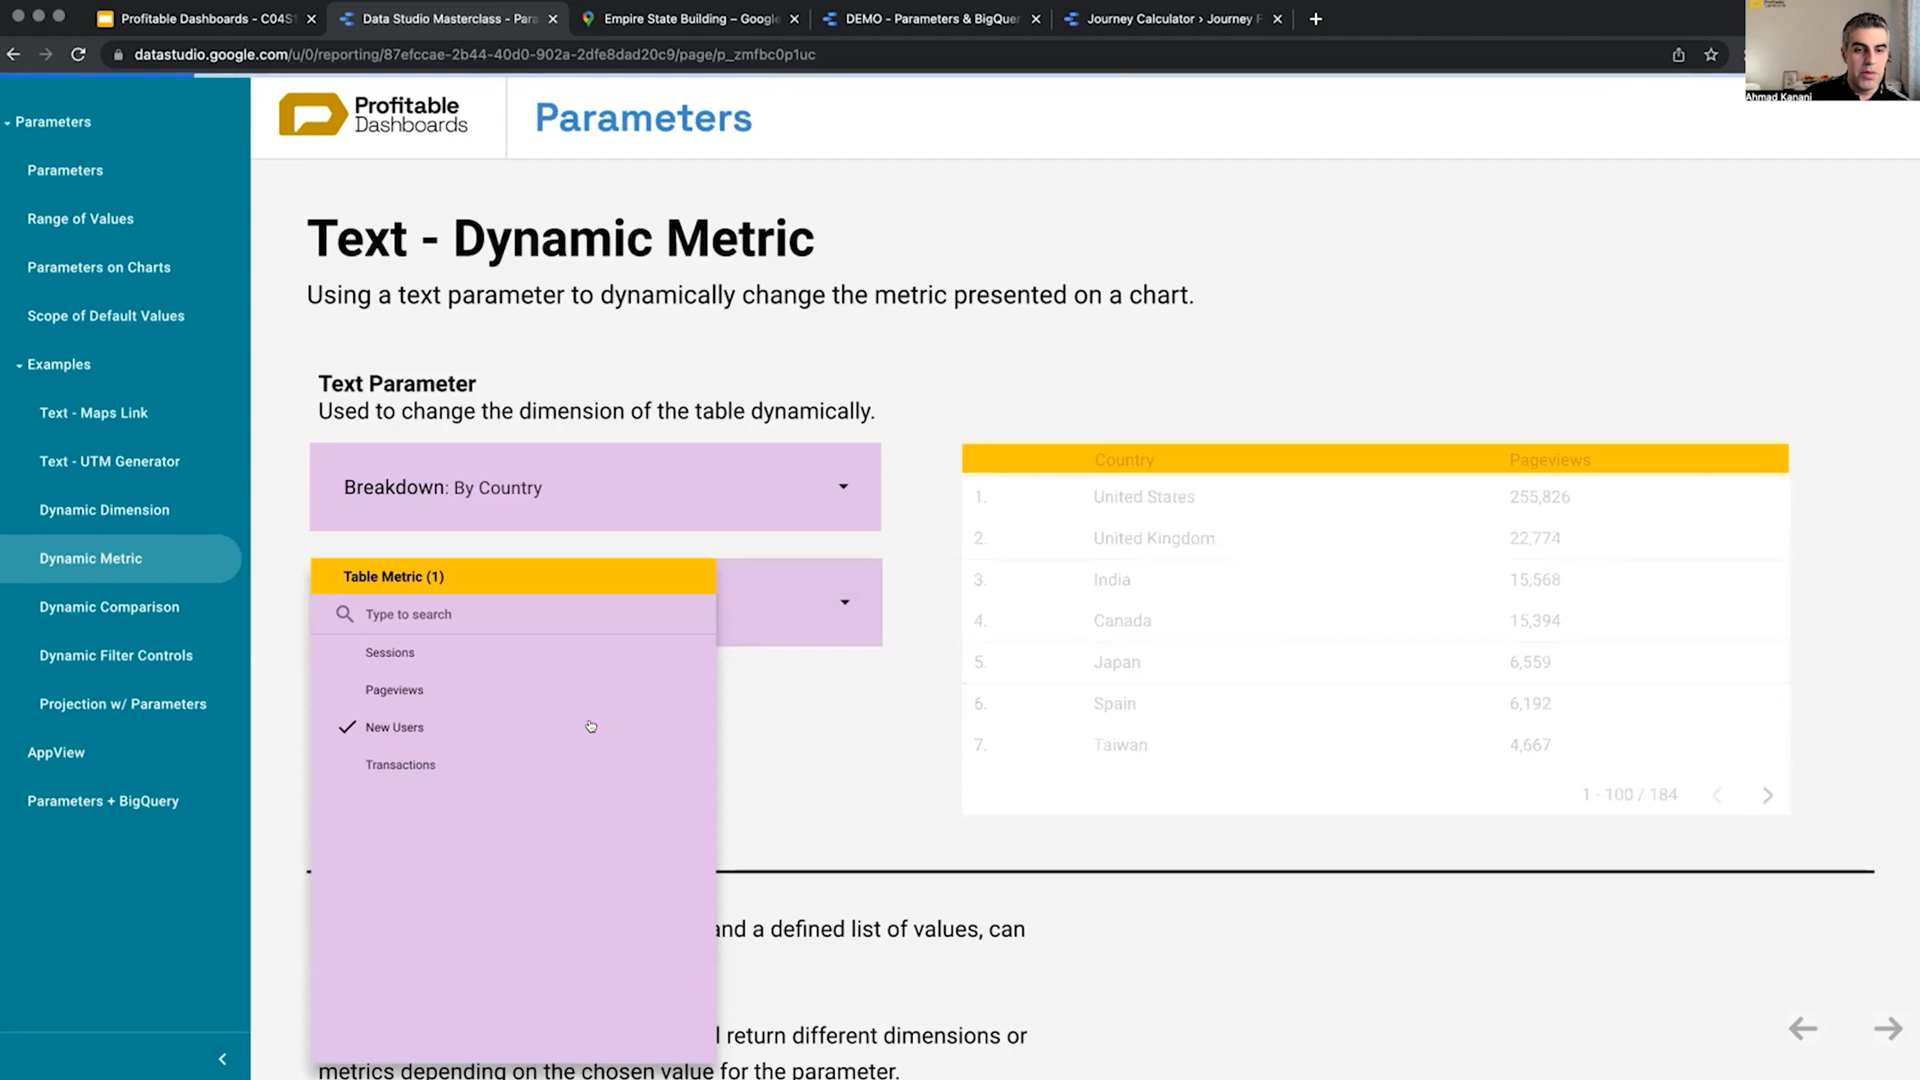 Profitable Dashboards - C04S1
Data Studio Masterclass - Para
Empire State Building – Google
DEMO - Parameters & BigQuer
Journey Calculator › Journey F
datastudio.google.com/u/0/reporting/87efccae-2b44-40d0-902a-2dfe8dad20c9/page/p_zmfbc0p1uc
Ahmad Kanani
Parameters
Parameters
Range of Values
Parameters on Charts
Scope of Default Values
Examples
Text - Maps Link
Text - UTM Generator
Dynamic Dimension
Dynamic Metric
Dynamic Comparison
Dynamic Filter Controls
Projection w/ Parameters
AppView
Parameters + BigQuery
Profitable
Dashboards
Parameters
Text - Dynamic Metric
Using a text parameter to dynamically change the metric presented on a chart.
Text Parameter
Used to change the dimension of the table dynamically.
Breakdown: By Country
Table Metric (1)
Type to search
Sessions
Pageviews
New Users
Transactions
Country Pageviews
1. United States 255,826
2. United Kingdom 22,774
3. India 15,568
4. Canada 15,394
5. Japan 6,559
6. Spain 6,192
7. Taiwan 4,667
1 - 100 / 184
and a defined list of values, can
return different dimensions or
metrics depending on the chosen value for the parameter.